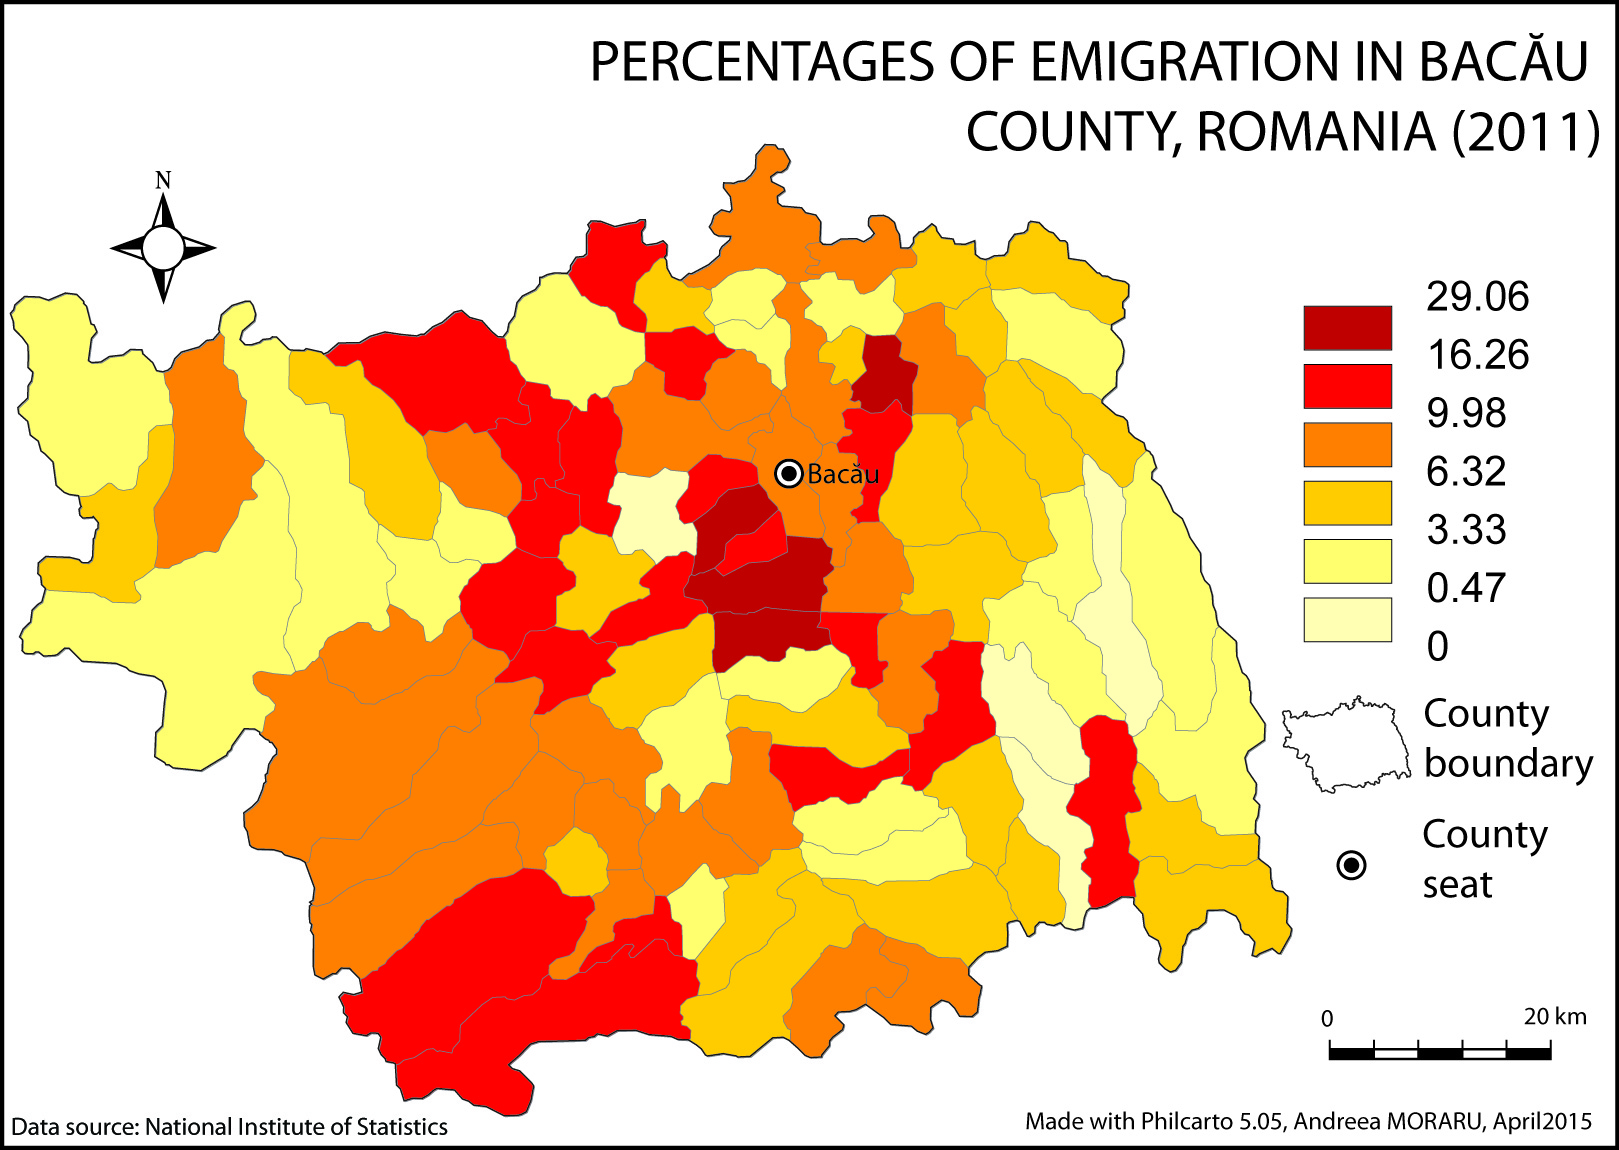 PERCENTAGES OF EMIGRATION IN BACĂU
COUNTY, ROMANIA (2011)
N
29.06
16.26
9.98
6.32
3.33
0.47
0
Bacău
County
boundary
County
seat
0
20 km
Data source: National Institute of Statistics
Made with Philcarto 5.05, Andreea MORARU, April2015